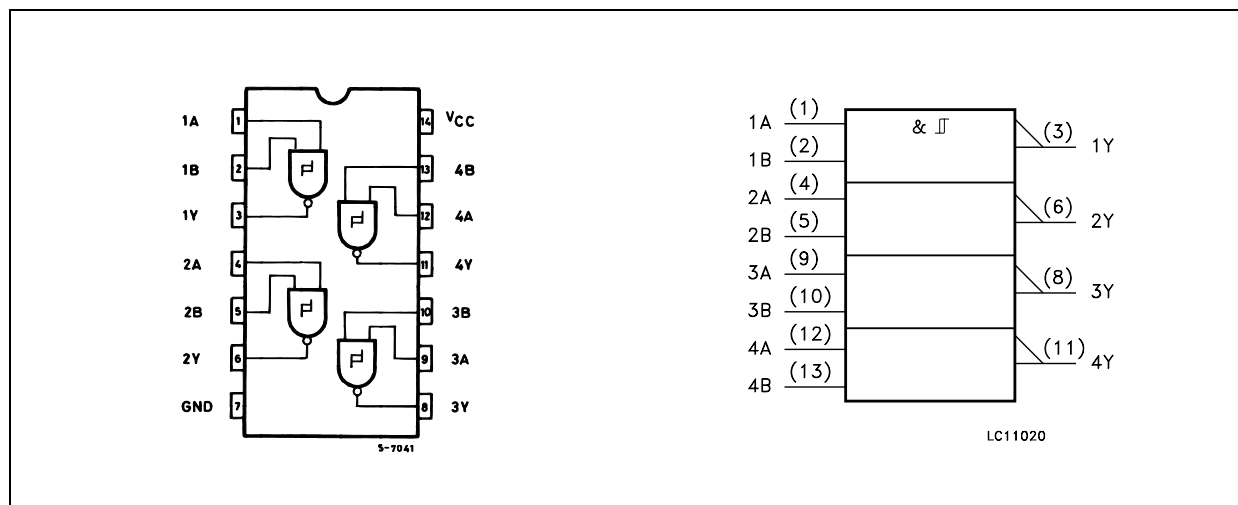 1A 1 14 VCC
1B 2 13 4B
1Y 3 12 4A
2A 4 11 4Y
2B 5 10 3B
2Y 6 9 3A
GND 7 8 3Y
S-7041
1A (1) & (3) 1Y
1B (2)
2A (4) (6) 2Y
2B (5)
3A (9) (8) 3Y
3B (10)
4A (12) (11) 4Y
4B (13)
LC11020